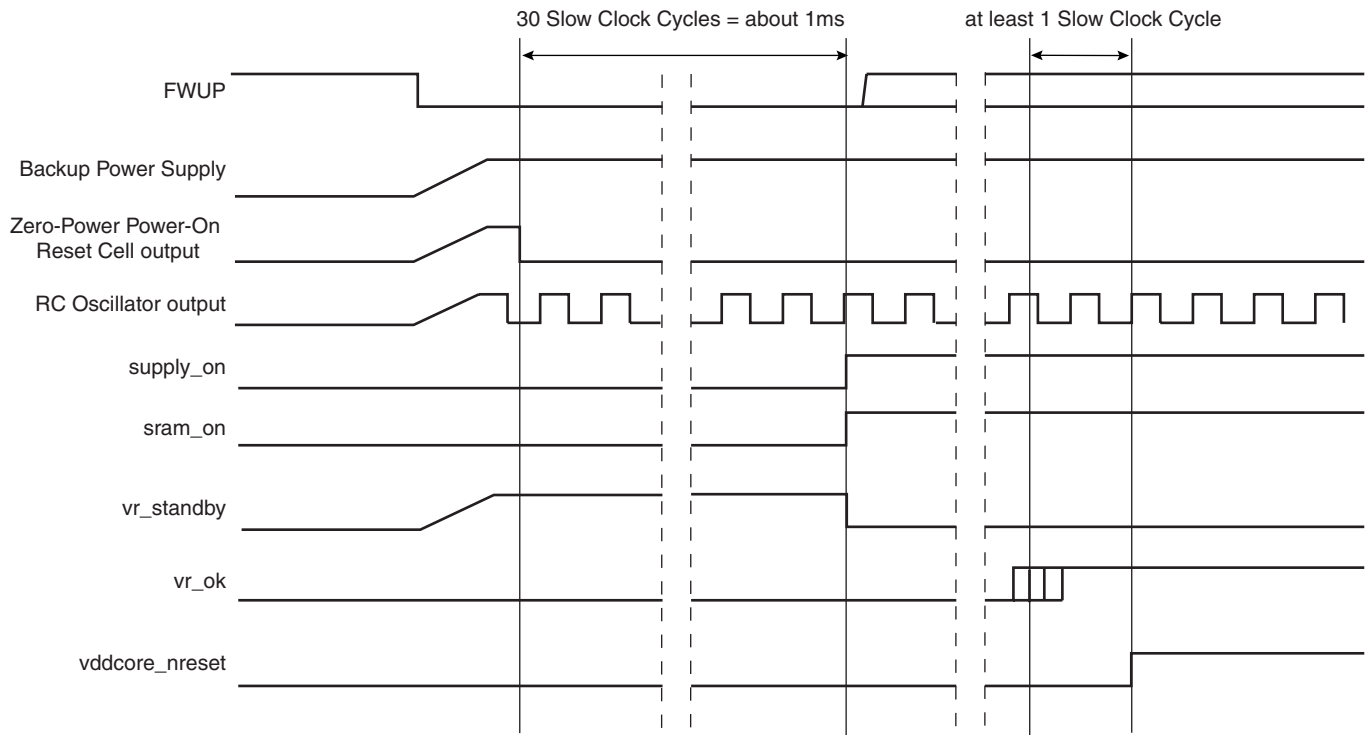 30 Slow Clock Cycles = about 1ms
at least 1 Slow Clock Cycle
FWUP
Backup Power Supply
Zero-Power Power-On
Reset Cell output
RC Oscillator output
supply_on
sram_on
vr_standby
vr_ok
vddcore_nreset